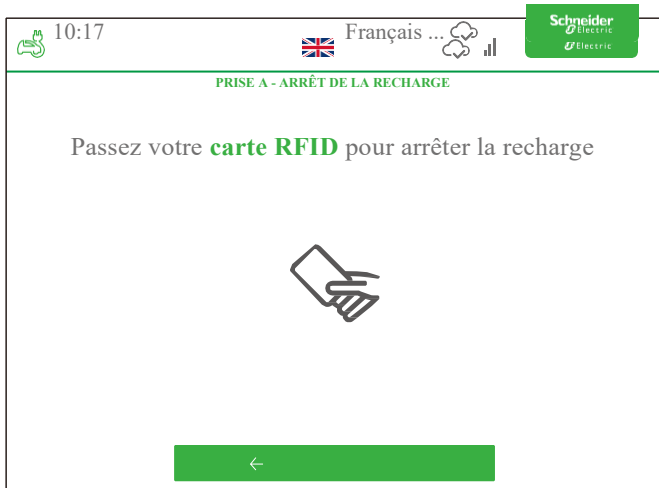 10:17
Français ...
Schneider
Electric
Electric
PRISE A - ARRÊT DE LA RECHARGE
Passez votre carte RFID pour arrêter la recharge